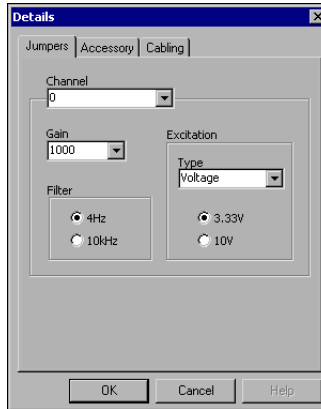 Details
Jumpers Accessory Cabling
Channel
0
Gain
1000
Excitation
Type
Voltage
Filter
4Hz
10kHz
3.33V
10V
OK Cancel Help